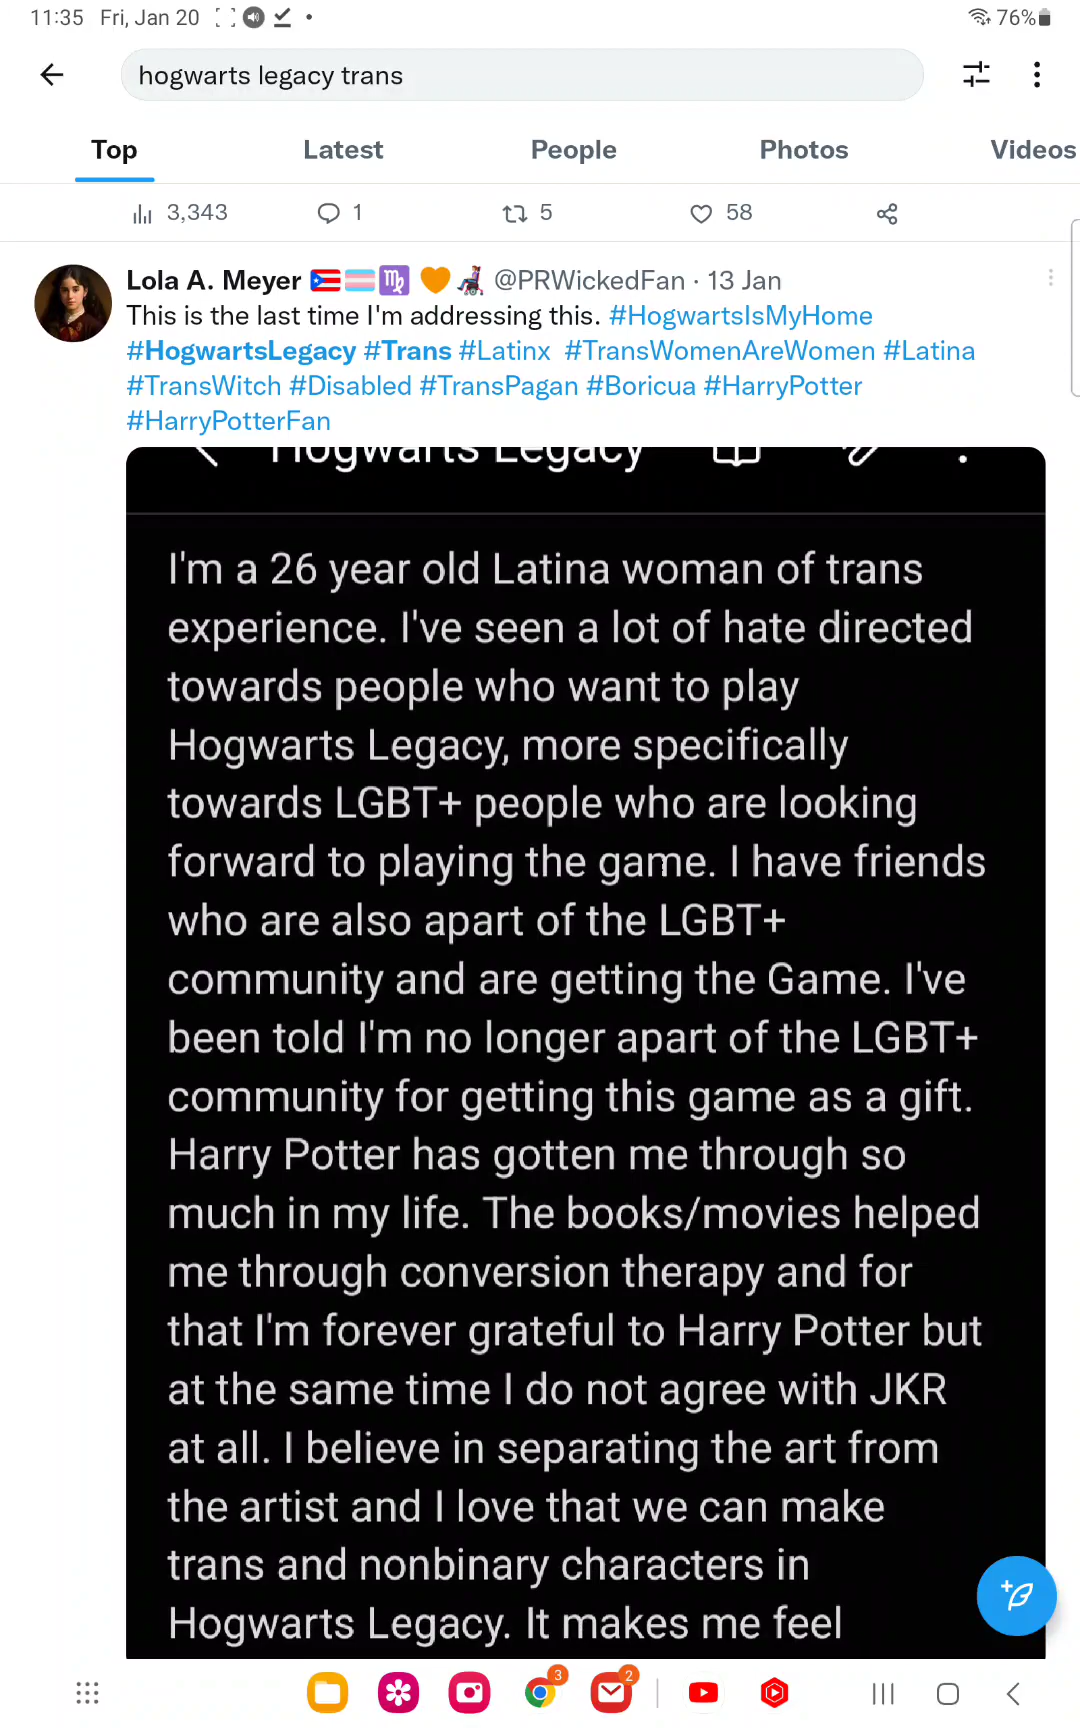 11:35 Fri, Jan 20 76%
hogwarts legacy trans
Top Latest People Photos Videos
3,343 1 5 58
Lola A. Meyer @PRWickedFan · 13 Jan
This is the last time I'm addressing this. #HogwartsIsMyHome
#HogwartsLegacy #Trans #Latinx #TransWomenAreWomen #Latina
#TransWitch #Disabled #TransPagan #Boricua #HarryPotter
#HarryPotterFan
Hogwarts Legacy
I'm a 26 year old Latina woman of trans
experience. I've seen a lot of hate directed
towards people who want to play
Hogwarts Legacy, more specifically
towards LGBT+ people who are looking
forward to playing the game. I have friends
who are also apart of the LGBT+
community and are getting the Game. I've
been told I'm no longer apart of the LGBT+
community for getting this game as a gift.
Harry Potter has gotten me through so
much in my life. The books/movies helped
me through conversion therapy and for
that I'm forever grateful to Harry Potter but
at the same time I do not agree with JKR
at all. I believe in separating the art from
the artist and I love that we can make
trans and nonbinary characters in
Hogwarts Legacy. It makes me feel
3 2